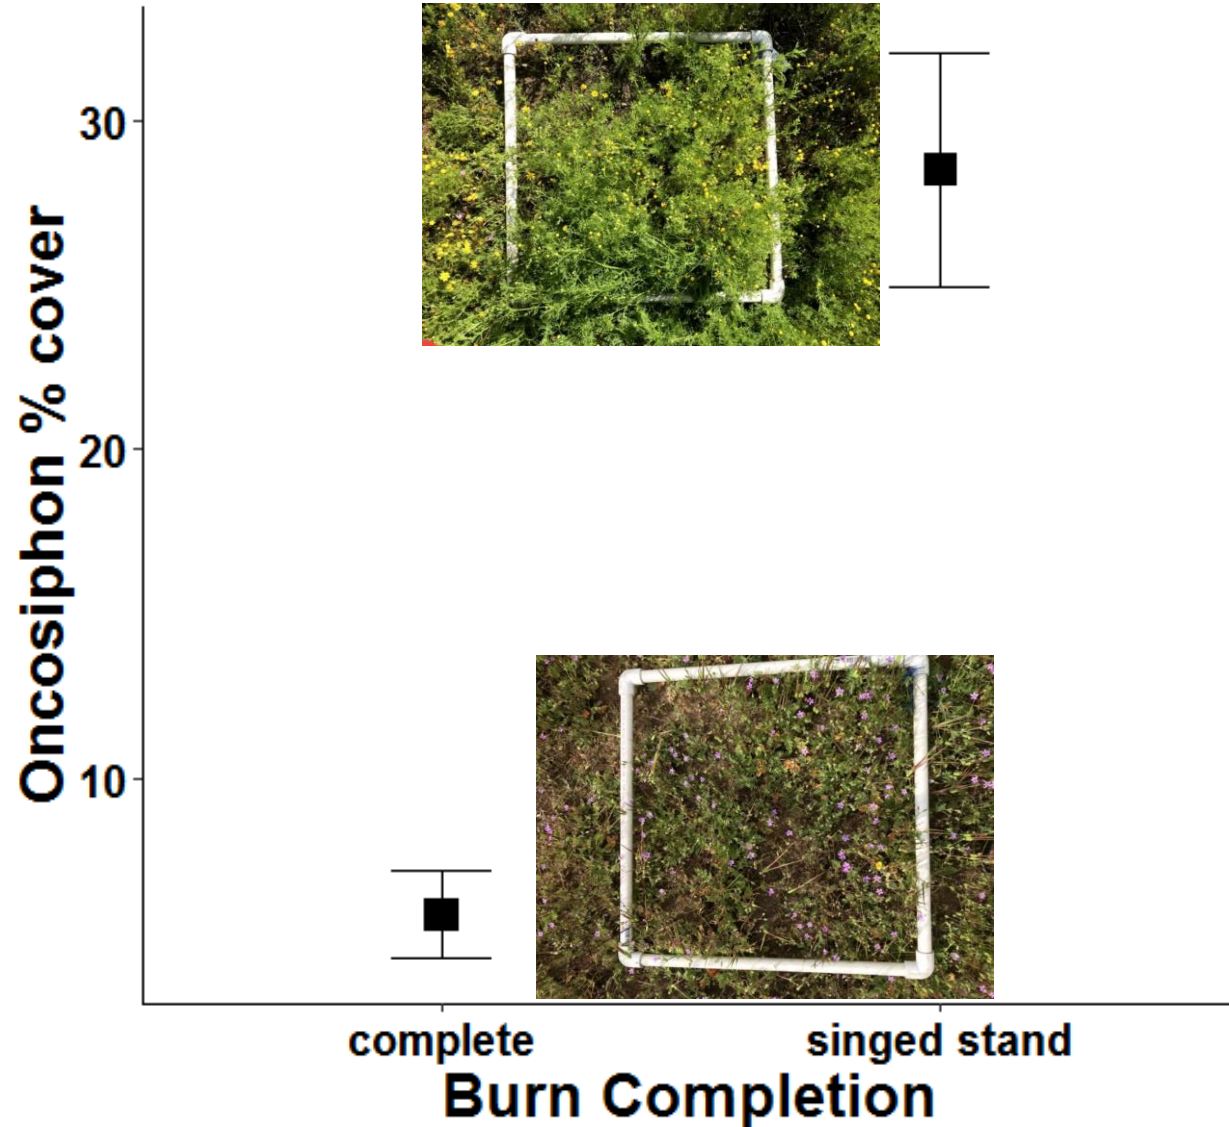 Oncosiphon % cover
30
20
10
complete
singed stand
Burn Completion